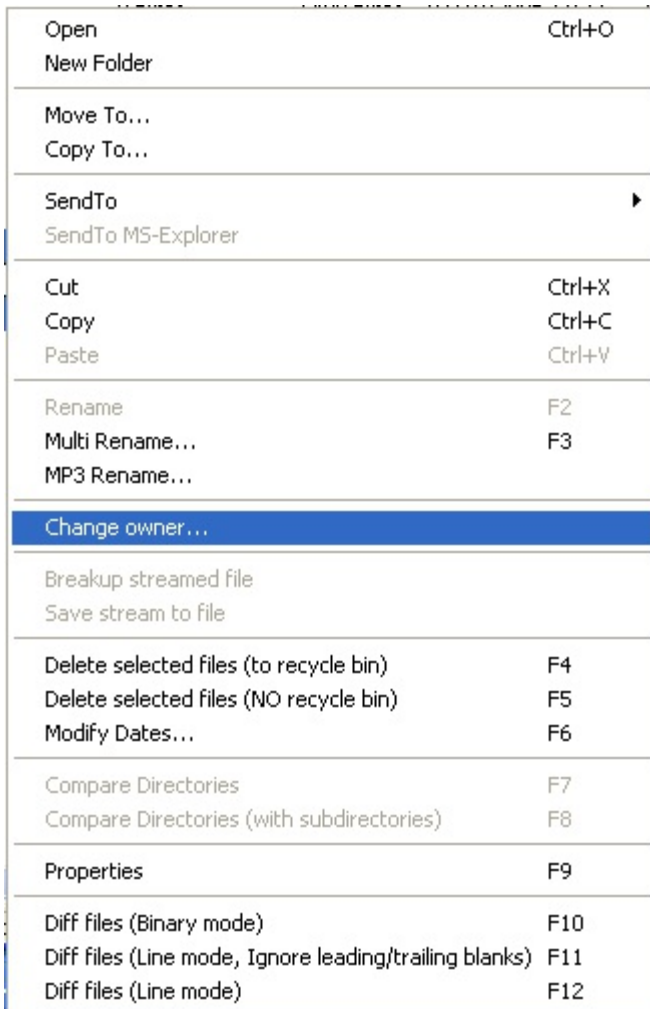 Open Ctrl+O
New Folder
Move To...
Copy To...
SendTo
SendTo MS-Explorer
Cut Ctrl+X
Copy Ctrl+C
Paste Ctrl+V
Rename F2
Multi Rename... F3
MP3 Rename...
Change owner...
Breakup streamed file
Save stream to file
Delete selected files (to recycle bin) F4
Delete selected files (NO recycle bin) F5
Modify Dates... F6
Compare Directories F7
Compare Directories (with subdirectories) F8
Properties F9
Diff files (Binary mode) F10
Diff files (Line mode, Ignore leading/trailing blanks) F11
Diff files (Line mode) F12